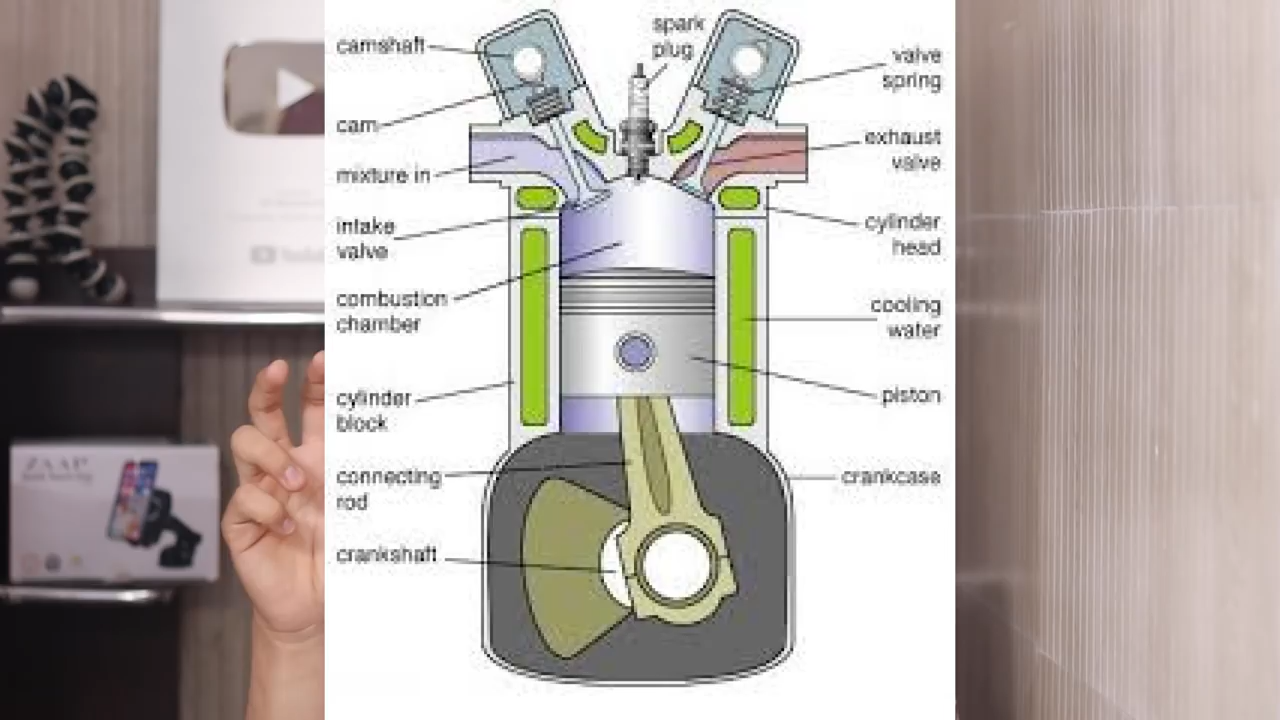 camshaft
spark
plug
valve
spring
cam
exhaust
valve
mixture in
intake
valve
cylinder
head
combustion
chamber
cooling
water
cylinder
block
piston
connecting
rod
crankcase
crankshaft
ZAAP